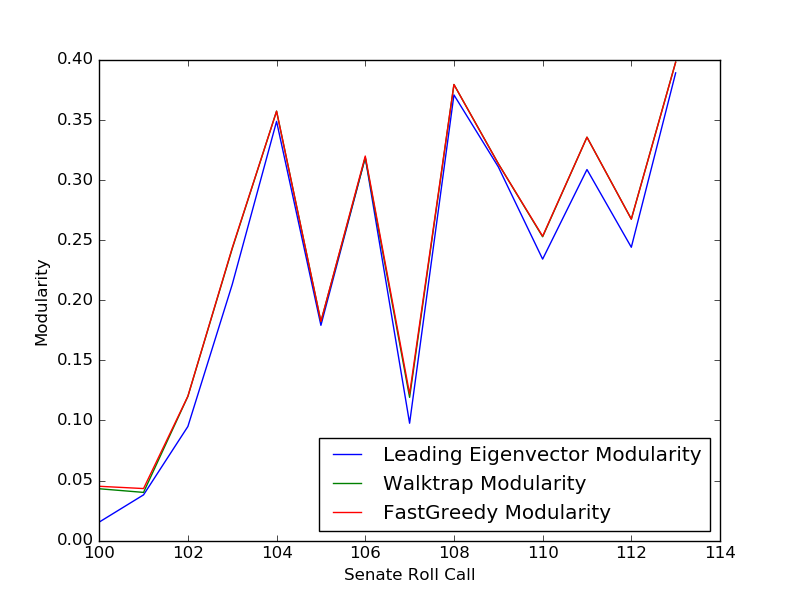 0.40
0.35
0.30
0.25
0.20
0.15
0.10
0.05
0.00
Modularity
Leading Eigenvector Modularity
Walktrap Modularity
FastGreedy Modularity
100 102 104 106 108 110 112 114
Senate Roll Call